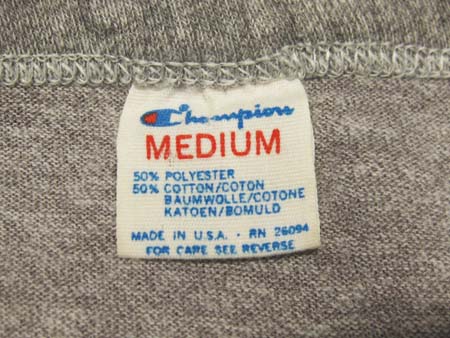 Champion
MEDIUM
50% POLYESTER
50% COTTON/COTON
BAUMWOLLE/COTONE
KATOEN/BOMULD
MADE IN U.S.A. · RN 26094
FOR CARE SEE REVERSE